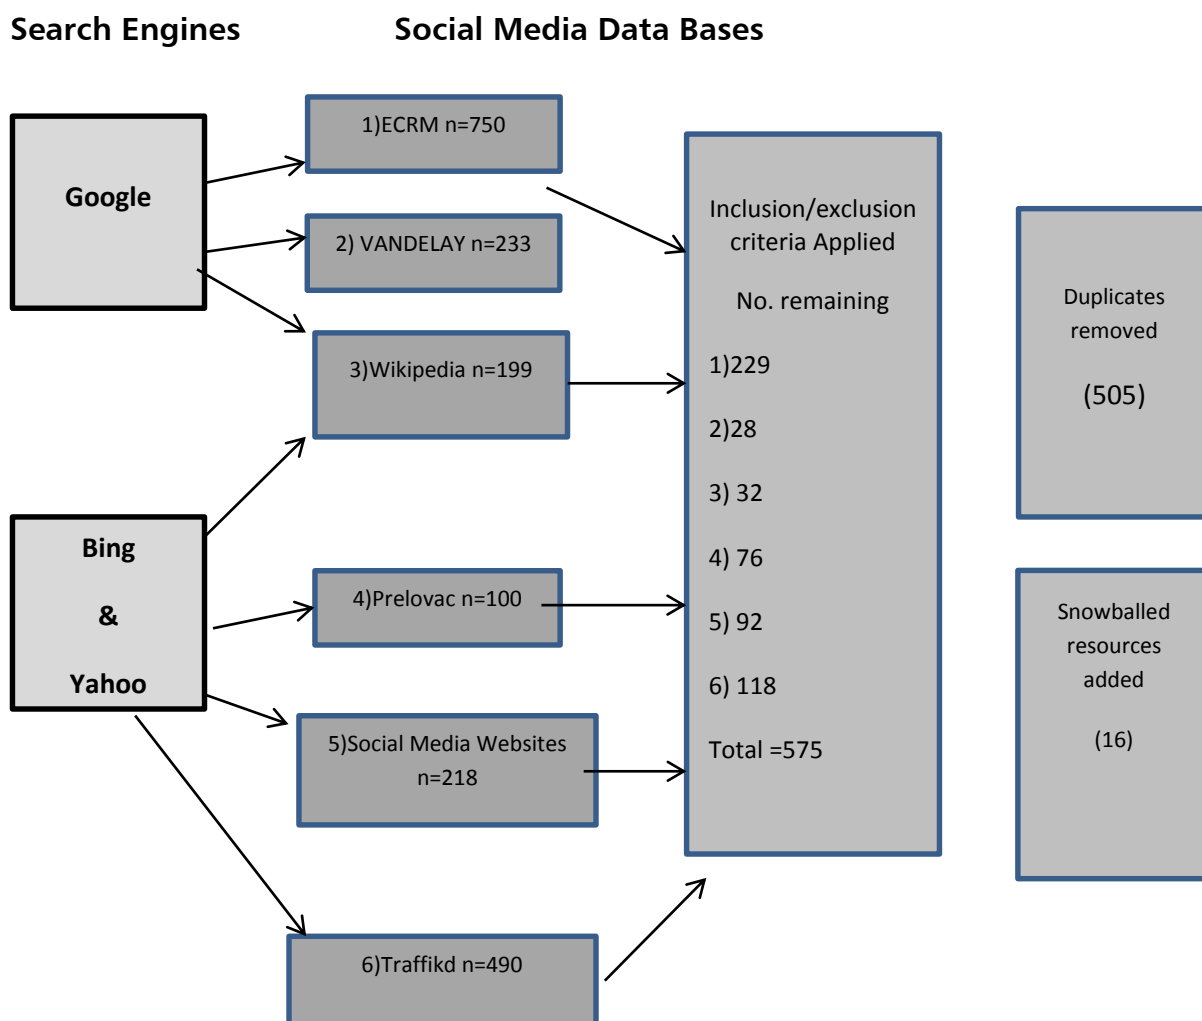 Search Engines
Social Media Data Bases
Google
Bing
&
Yahoo
1)ECRM n=750
2) VANDELAY n=233
3)Wikipedia n=199
4)Prelovac n=100
5)Social Media Websites
n=218
6)Traffikd n=490
Inclusion/exclusion
criteria Applied
No. remaining
1)229
2)28
3) 32
4) 76
5) 92
6) 118
Total =575
Duplicates
removed
(505)
Snowballed
resources
added
(16)